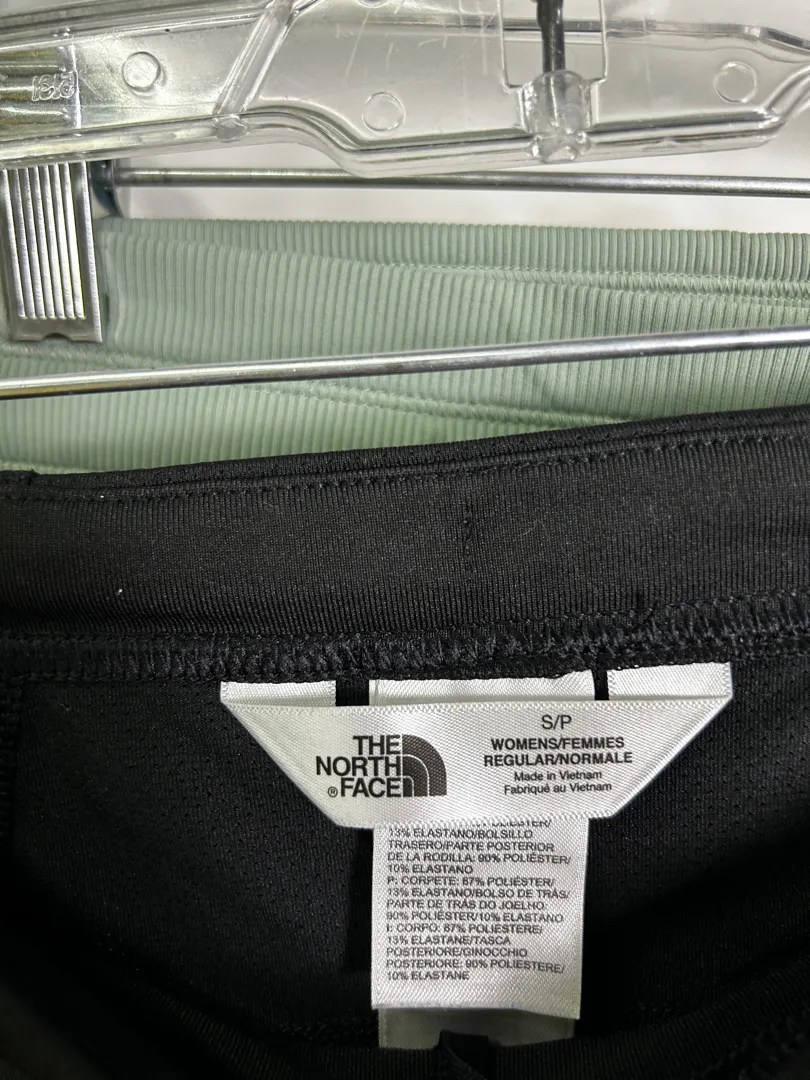 S/P
THE
NORTH
FACE
®
WOMENS/FEMMES
REGULAR/NORMALE
Made in Vietnam
Fabriqué au Vietnam
13% ELASTANO/BOLSILLO
TRASERO/PARTE POSTERIOR
DE LA RODILLA: 90% POLIÉSTER/
10% ELASTANO
P: CORPETE: 87% POLIÉSTER/
13% ELASTANO/BOLSO DE TRÁS/
PARTE DE TRÁS DO JOELHO:
90% POLIÉSTER/10% ELASTANO
I: CORPO: 87% POLIESTERE/
13% ELASTANE/TASCA
POSTERIORE/GINOCCHIO
POSTERIORE: 90% POLIESTERE/
10% ELASTANE